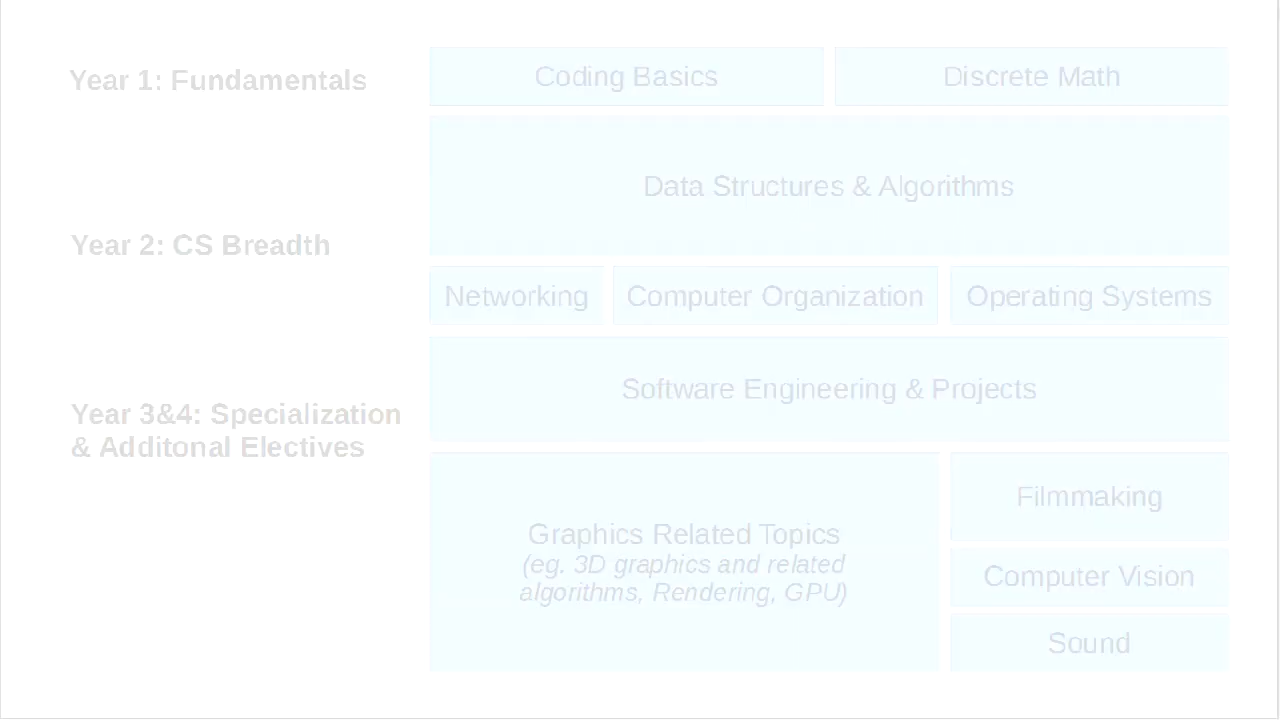 Year 1: Fundamentals
Coding Basics
Discrete Math
Data Structures & Algorithms
Year 2: CS Breadth
Networking
Computer Organization
Operating Systems
Software Engineering & Projects
Year 3&4: Specialization
& Additonal Electives
Graphics Related Topics
(eg. 3D graphics and related
algorithms, Rendering, GPU)
Filmmaking
Computer Vision
Sound